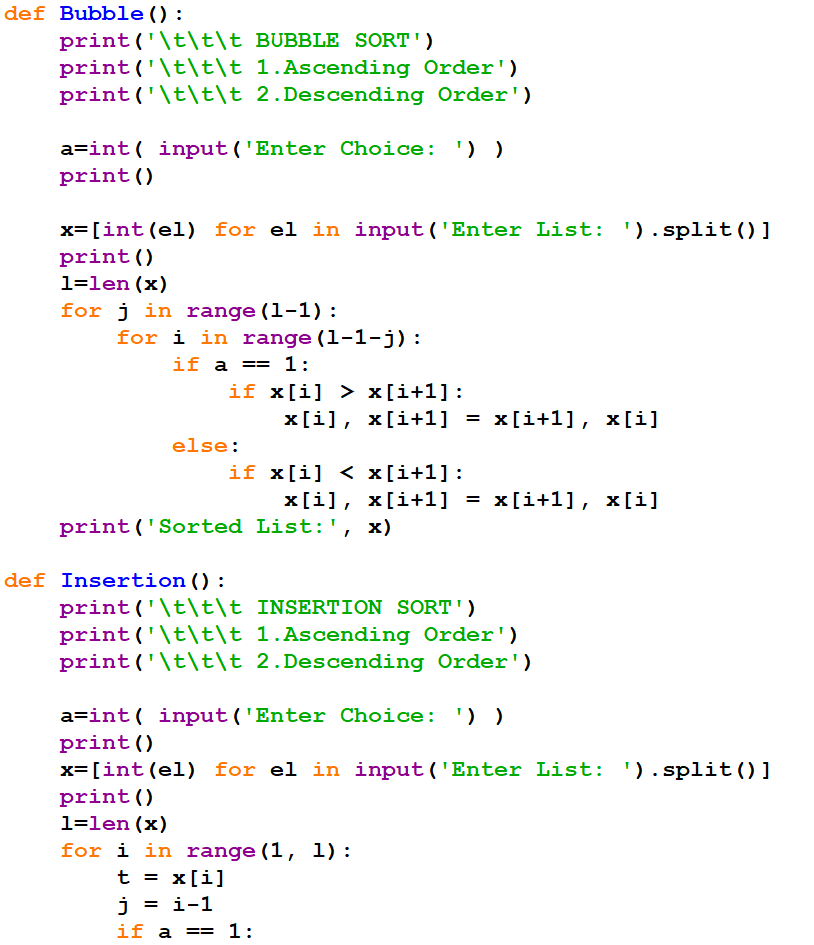 def Bubble():
    print('\t\t\t BUBBLE SORT')
    print('\t\t\t 1.Ascending Order')
    print('\t\t\t 2.Descending Order')

    a=int( input('Enter Choice: ') )
    print()

    x=[int(el) for el in input('Enter List: ').split()]
    print()
    l=len(x)
    for j in range(l-1):
        for i in range(l-1-j):
            if a == 1:
                if x[i] > x[i+1]:
                    x[i], x[i+1] = x[i+1], x[i]
            else:
                if x[i] < x[i+1]:
                    x[i], x[i+1] = x[i+1], x[i]
    print('Sorted List:', x)

def Insertion():
    print('\t\t\t INSERTION SORT')
    print('\t\t\t 1.Ascending Order')
    print('\t\t\t 2.Descending Order')

    a=int( input('Enter Choice: ') )
    print()
    x=[int(el) for el in input('Enter List: ').split()]
    print()
    l=len(x)
    for i in range(1, l):
        t = x[i]
        j = i-1
        if a == 1: